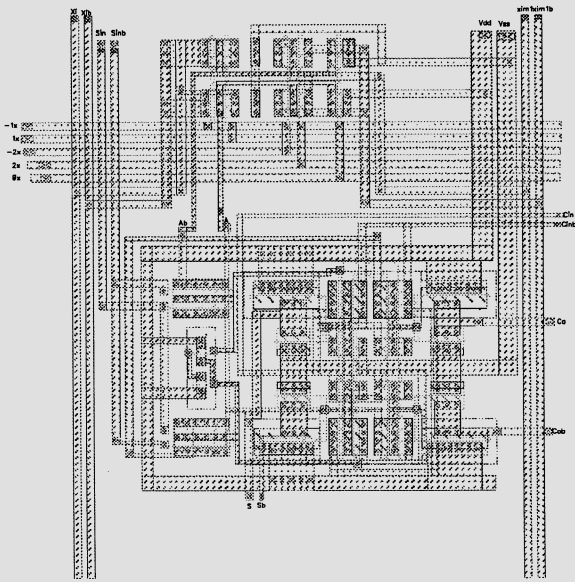 Xi Xib
xim1 xim1b
Sin Sinb
Vdd Vss
-1x
1x
-2x
2x
0x
Ab A
Cin
Cinb
Co
Cob
S Sb